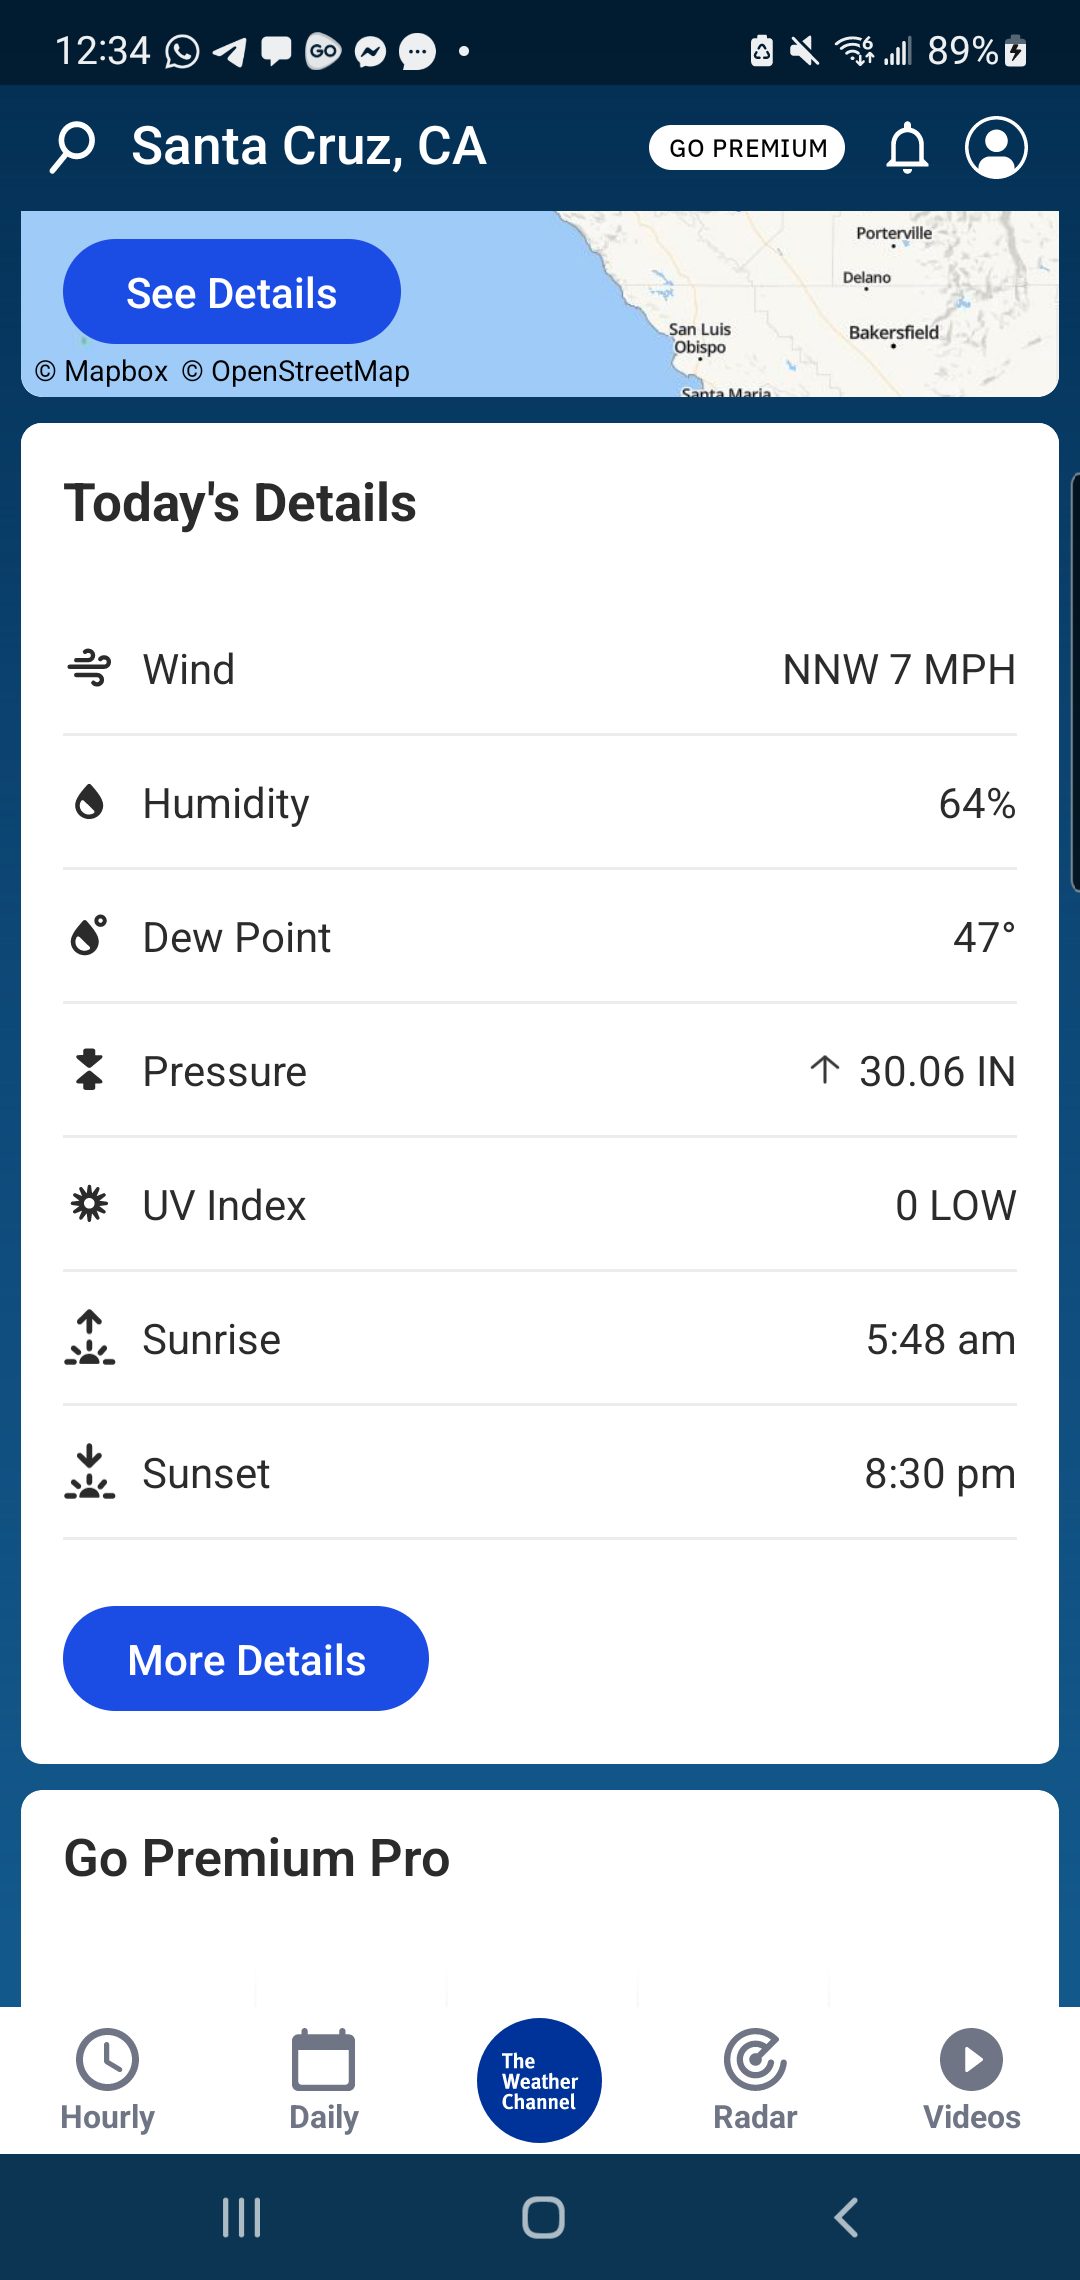 12:34 GO 6 89%
Santa Cruz, CA GO PREMIUM
Porterville
Delano
See Details
San Luis
Obispo
Bakersfield
© Mapbox © OpenStreetMap
Santa Maria
Today's Details
Wind NNW 7 MPH
Humidity 64%
Dew Point 47°
Pressure ↑ 30.06 IN
UV Index 0 LOW
Sunrise 5:48 am
Sunset 8:30 pm
More Details
Go Premium Pro
The
Weather
Channel
Hourly Daily Radar Videos